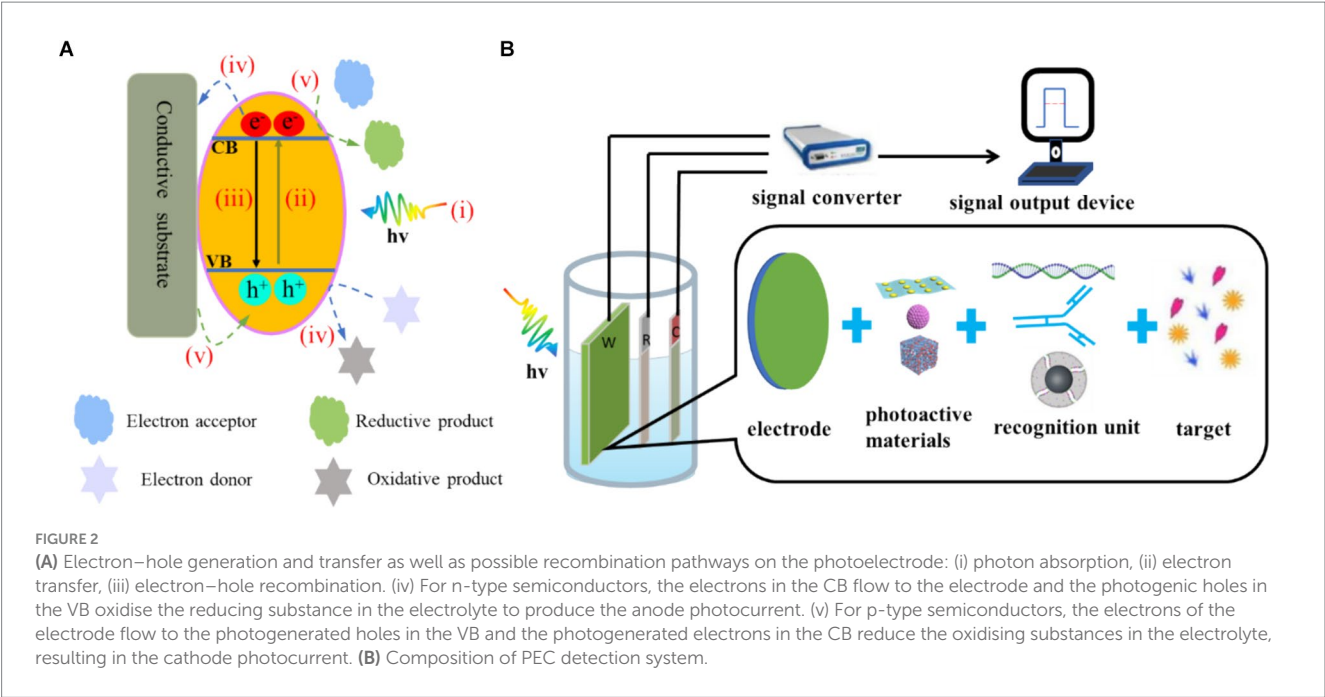 A
B
(iv)
(v)
e-
e-
CB
(iii)
(ii)
(i)
hv
VB
h+
h+
(iv)
(v)
Conductive substrate
Electron acceptor
Reductive product
Electron donor
Oxidative product
signal converter
signal output device
hv
W
R
C
electrode
photoactive
materials
recognition unit
target
FIGURE 2
(A) Electron–hole generation and transfer as well as possible recombination pathways on the photoelectrode: (i) photon absorption, (ii) electron
transfer, (iii) electron–hole recombination. (iv) For n-type semiconductors, the electrons in the CB flow to the electrode and the photogenic holes in
the VB oxidise the reducing substance in the electrolyte to produce the anode photocurrent. (v) For p-type semiconductors, the electrons of the
electrode flow to the photogenerated holes in the VB and the photogenerated electrons in the CB reduce the oxidising substances in the electrolyte,
resulting in the cathode photocurrent. (B) Composition of PEC detection system.